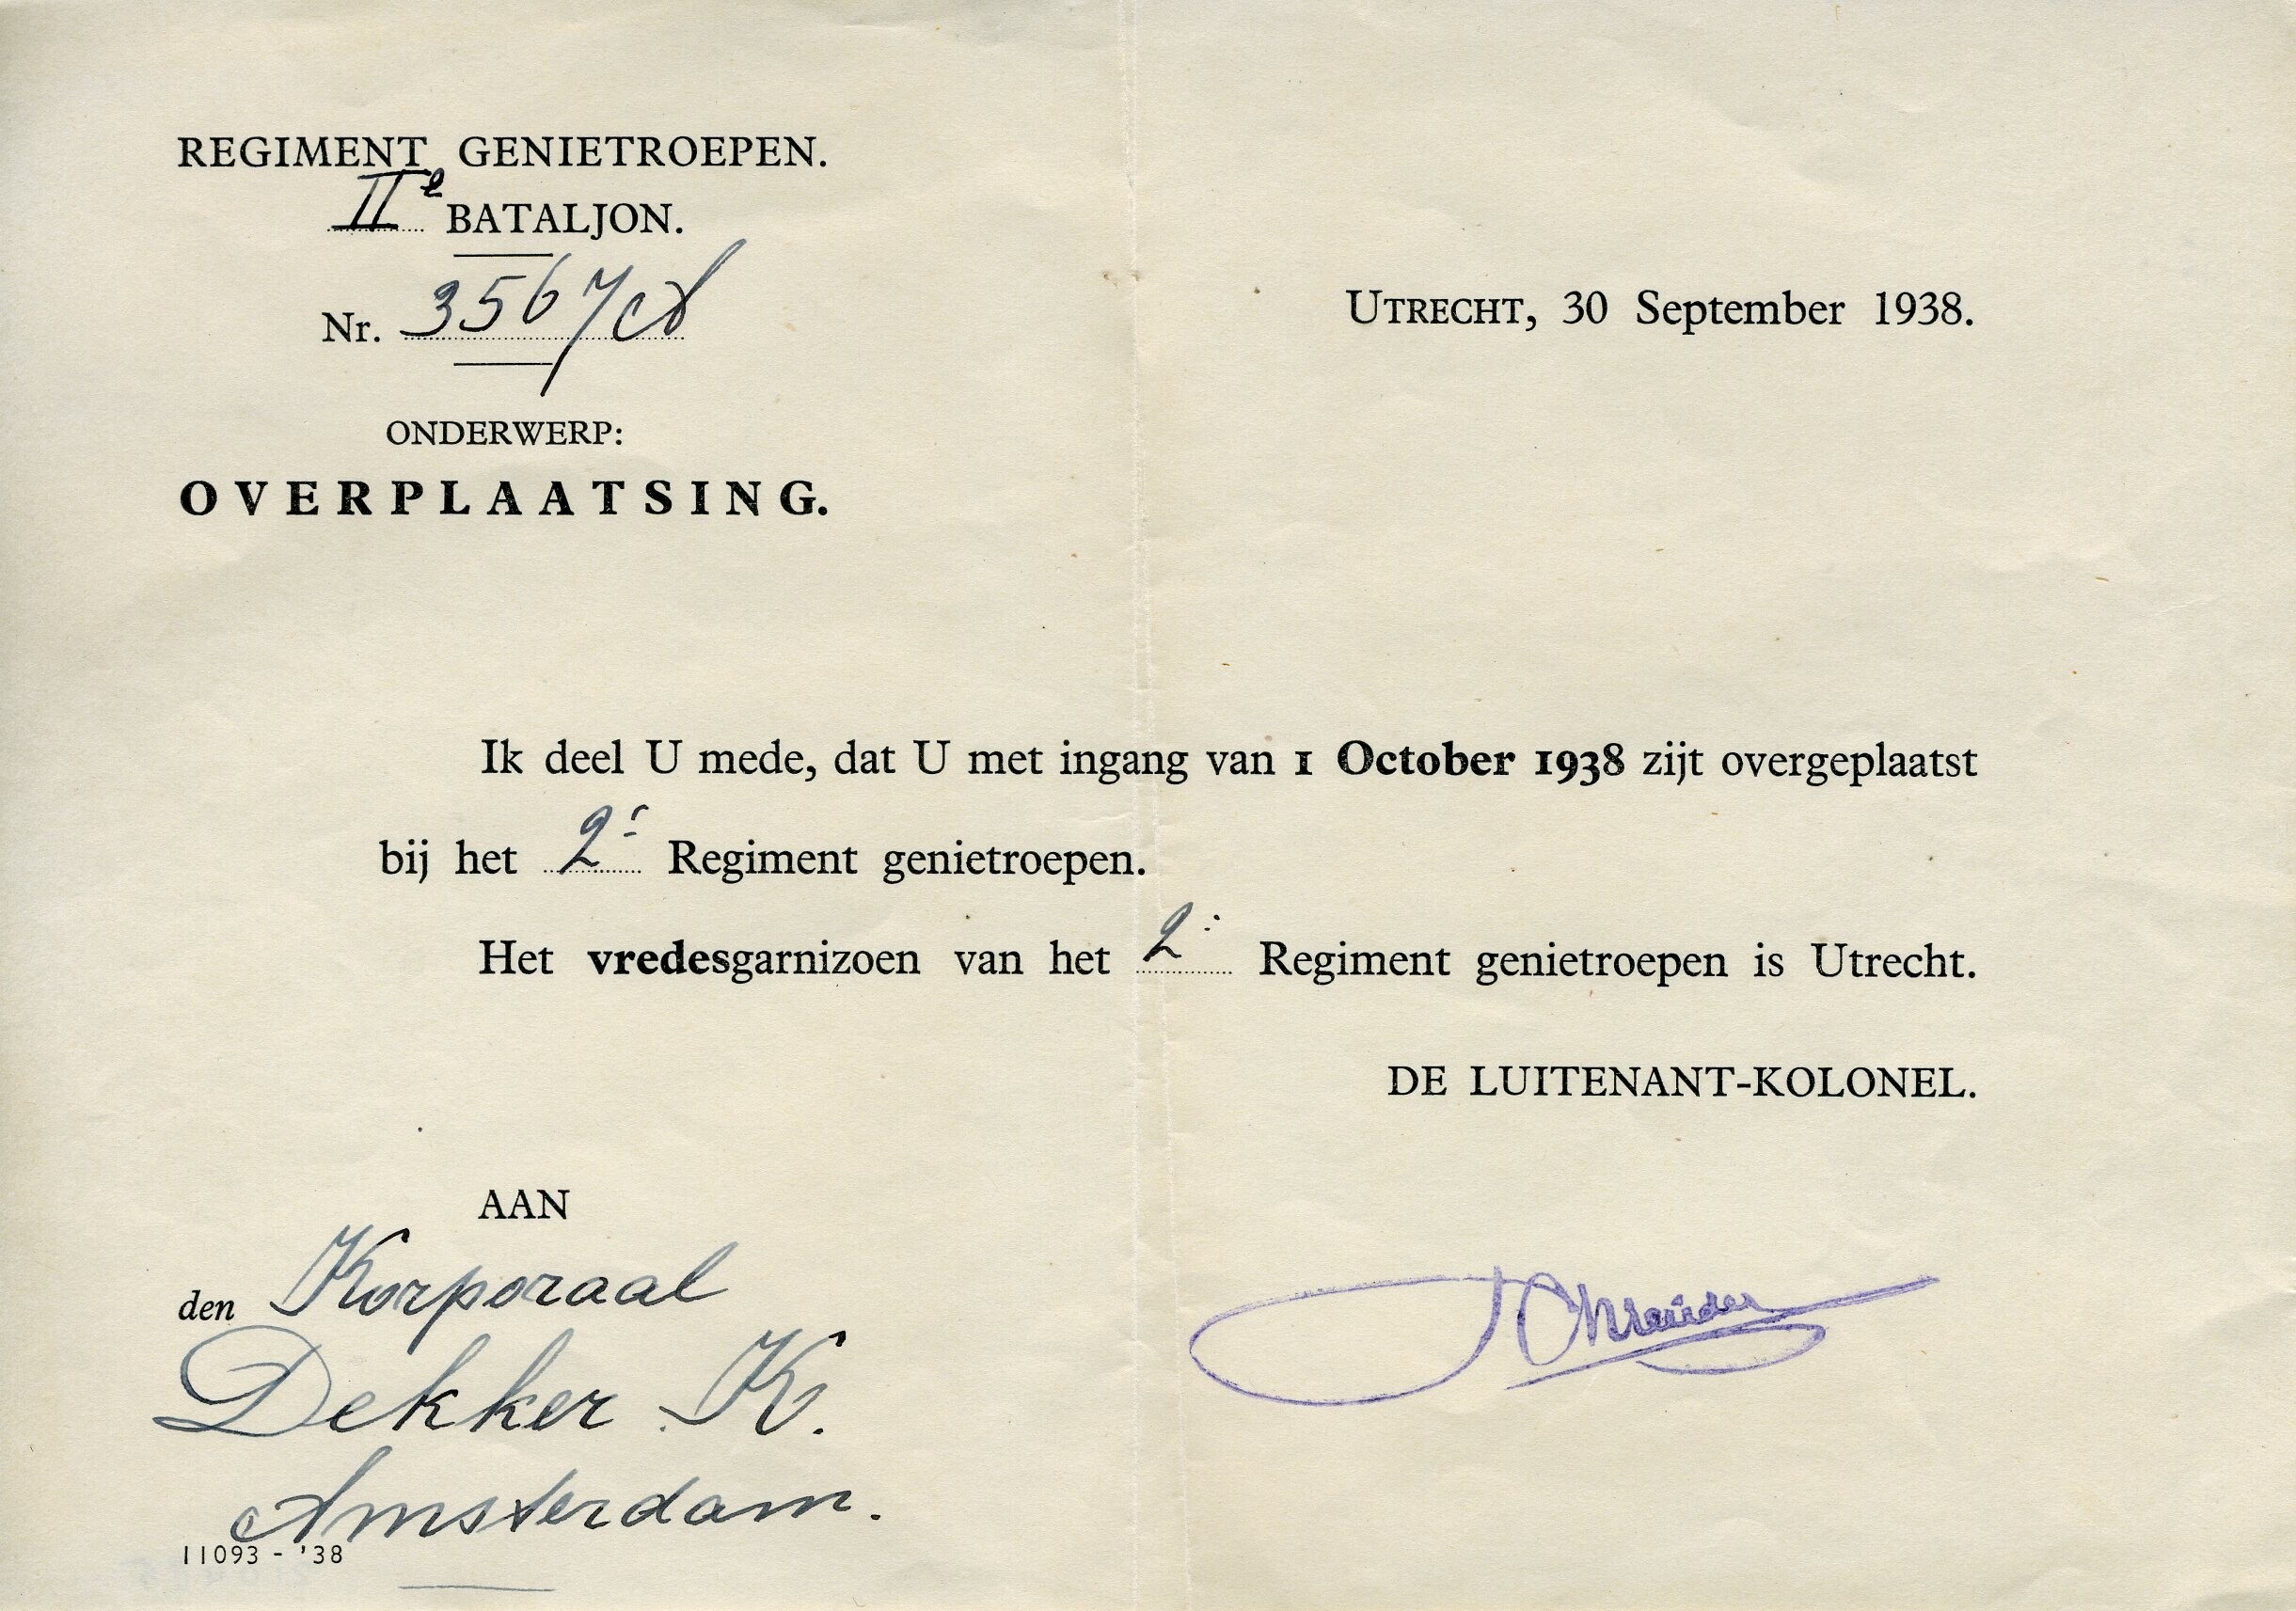 REGIMENT GENIETROEPEN.
IIe BATALJON.
Nr. 3567
UTRECHT, 30 September 1938.
ONDERWERP:
OVERPLAATSING.
Ik deel U mede, dat U met ingang van 1 October 1938 zijt overgeplaatst
bij het 2e Regiment genietroepen.
Het vredesgarnizoen van het 2e Regiment genietroepen is Utrecht.
DE LUITENANT-KOLONEL.
AAN
den Korporaal
Dekker K.
Amsterdam.
11093 - '38